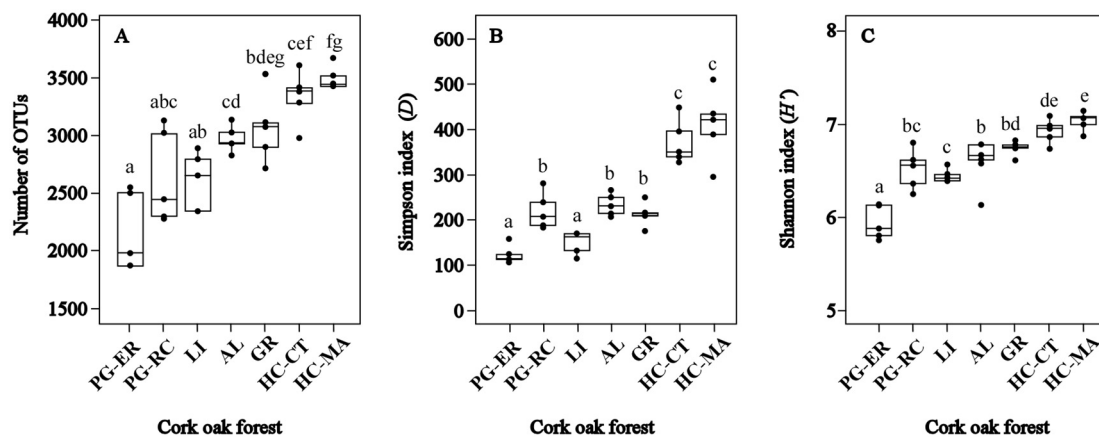 A
Number of OTUs
4000
3500
3000
2500
2000
1500
a
abc
ab
cd
bdeg
cef
fg
PG-ER
PG-RC
LI
AL
GR
HC-CT
HC-MA
Cork oak forest
B
Simpson index (D)
600
500
400
300
200
100
0
a
b
a
b
b
c
c
PG-ER
PG-RC
LI
AL
GR
HC-CT
HC-MA
Cork oak forest
C
Shannon index (H')
8
7
6
5
a
bc
c
b
bd
de
e
PG-ER
PG-RC
LI
AL
GR
HC-CT
HC-MA
Cork oak forest